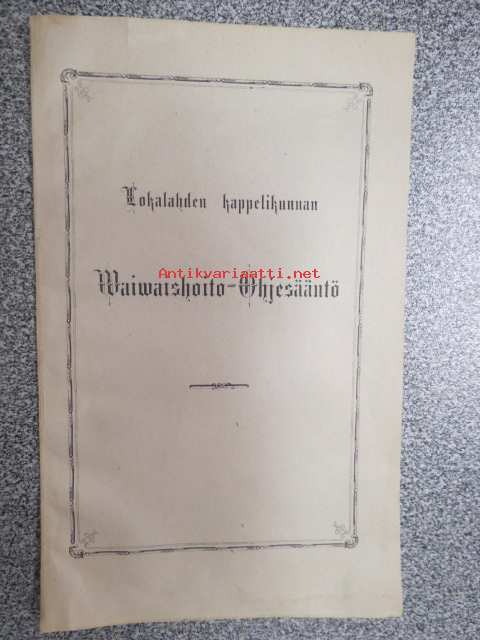 Lokalahden kappelikunnan
Antikvariaatti.net
Waiwaishoito-Ohjesääntö